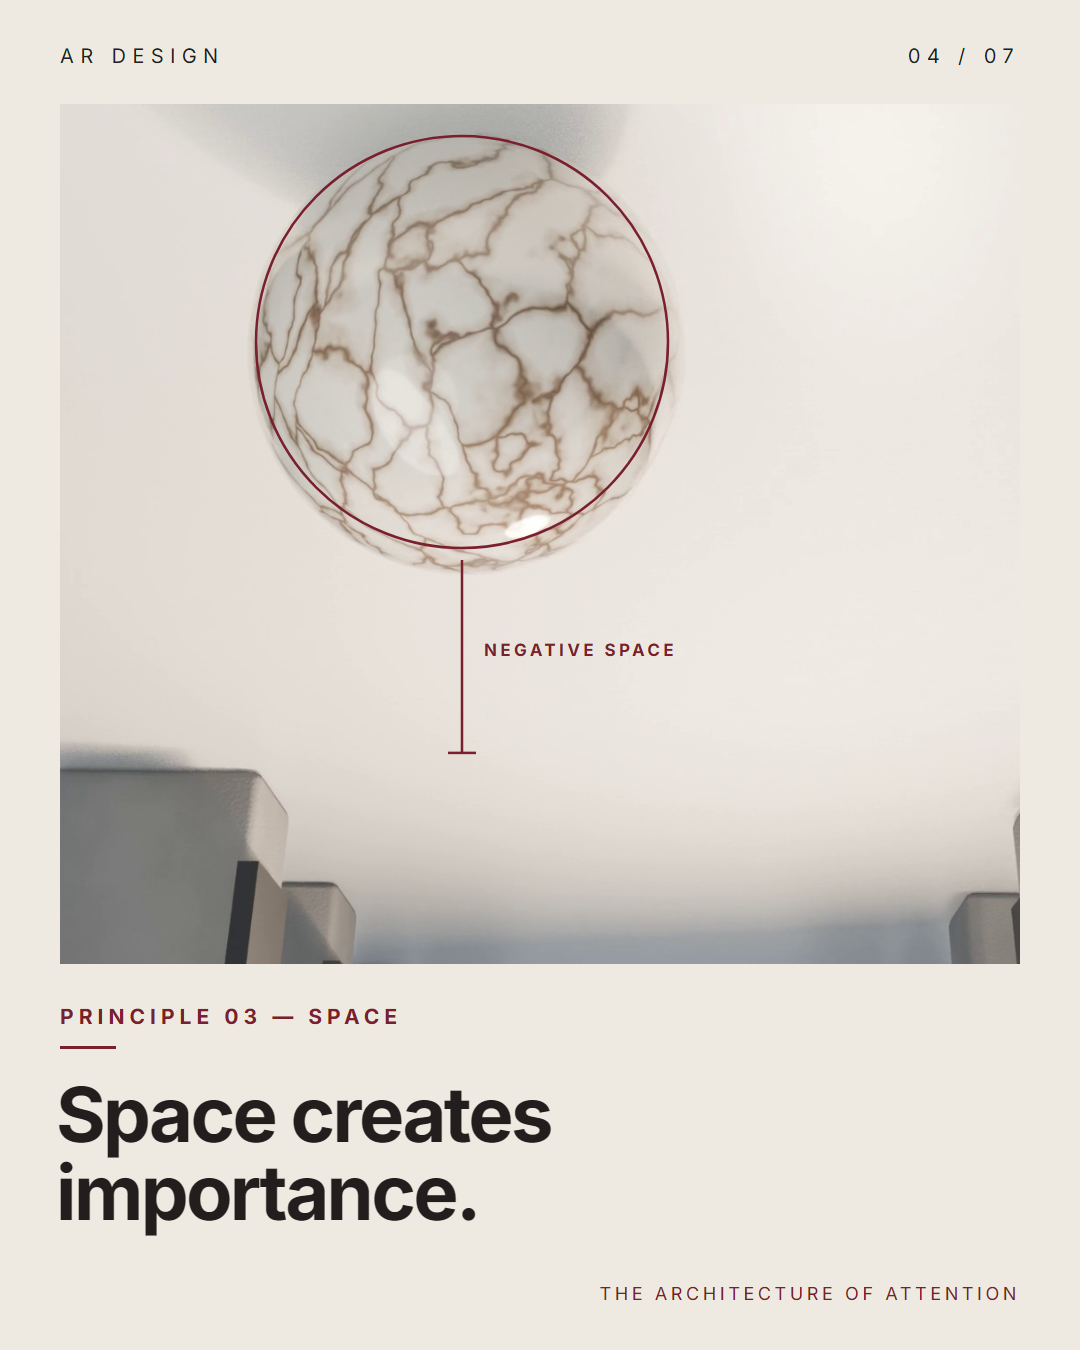 AR DESIGN
04 / 07
NEGATIVE SPACE
PRINCIPLE 03 — SPACE
Space creates
importance.
THE ARCHITECTURE OF ATTENTION